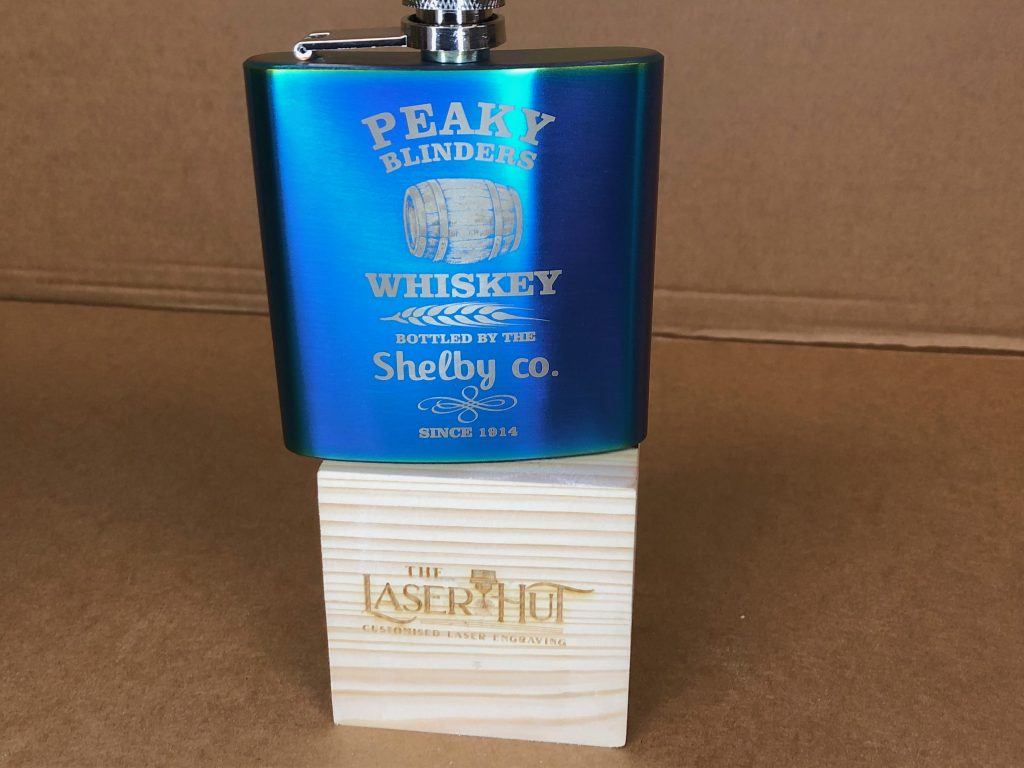 PEAKY
BLINDERS
WHISKEY
BOTTLED BY THE
Shelby co.
SINCE 1914
THE
LASER HUT
CUSTOMISED LASER ENGRAVING